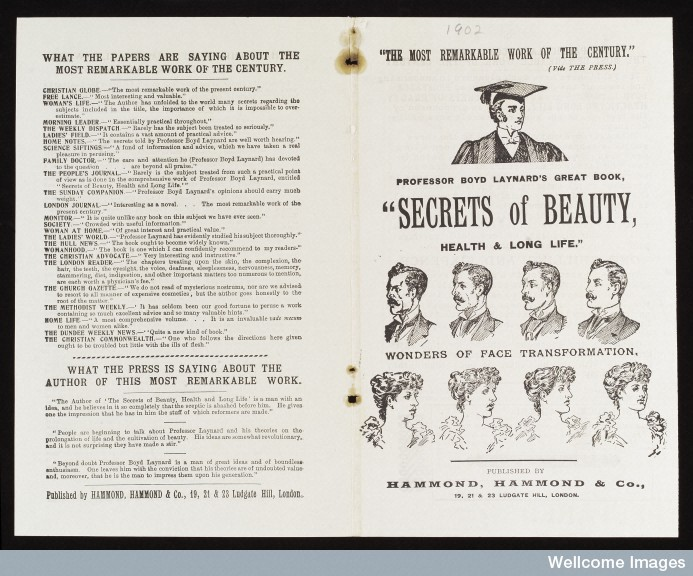 WHAT THE PAPERS ARE SAYING ABOUT THE
MOST REMARKABLE WORK OF THE CENTURY.
CHRISTIAN GLOBE.—"The most remarkable work of the present century."
FREE LANCE.—"Most interesting and valuable."
WOMAN'S LIFE.—"The Author has unfolded to the world many secrets regarding the
subjects included in the title, the importance of which it is impossible to over-
estimate."
MORNING LEADER.—"Essentially practical throughout."
THE WEEKLY DISPATCH.—"Rarely has the subject been treated so seriously."
LADIES' FIELD.—"It contains a vast amount of practical advice."
HOME NOTES.—"The secrets told by Professor Boyd Laynard are well worth hearing."
SCIENCE SIFTINGS.—"A fund of information and advice, which we have taken a real
pleasure in perusing."
FAMILY DOCTOR.—"The care and attention he (Professor Boyd Laynard) has devoted
to the question . . . are beyond all praise."
THE PEOPLE'S JOURNAL.—"Rarely is the subject treated from such a practical point
of view as is done in the comprehensive work of Professor Boyd Laynard, entitled
"Secrets of Beauty, Health and Long Life.'"
THE SUNDAY COMPANION.—"Professor Boyd Laynard's opinions should carry much
weight."
LONDON JOURNAL.—"Interesting as a novel . . . The most remarkable work of the
present century."
MONITOR.—"It is quite unlike any book on this subject we have ever seen."
SOCIETY.—"Crowded with useful information."
WOMAN AT HOME.—"Of great interest and practical value."
THE LADIES' WORLD.—"Professor Laynard has evidently studied his subject thoroughly."
THE HULL NEWS.—"The book ought to become widely known."
WOMANHOOD.—"The book is one which I can confidently recommend to my readers."
THE CHRISTIAN ADVOCATE.—"Very interesting and instructive."
THE LONDON READER.—"The chapters treating upon the skin, the complexion, the
hair, the teeth, the eyesight, the voice, deafness, sleeplessness, nervousness, memory,
stammering, diet, indigestion, and other important matters too numerous to mention,
are each worth a physician's fee."
THE CHURCH GAZETTE.—"We do not read of mysterious nostrums, nor are we advised
to resort to all manner of expensive cosmetics, but the author goes honestly to the
root of the matter."
THE METHODIST WEEKLY.—"It has seldom been our good fortune to peruse a work
containing so much excellent advice and so many valuable hints."
HOME LIFE.—"A most comprehensive volume. . . It is an invaluable vade mecum
to men and women alike."
THE DUNDEE WEEKLY NEWS.—"Quite a new kind of book."
THE CHRISTIAN COMMONWEALTH.—"One who follows the directions here given
ought to be troubled but little with the ills of flesh."
WHAT THE PRESS IS SAYING ABOUT THE
AUTHOR OF THIS MOST REMARKABLE WORK.
"The Author of 'The Secrets of Beauty, Health and Long Life' is a man with an
idea, and he believes in it so completely that the sceptic is abashed before him. He gives
one the impression that he has in him the stuff of which reformers are made."
"People are beginning to talk about Professor Laynard and his theories on the
prolongation of life and the cultivation of beauty. His ideas are somewhat revolutionary,
and it is not surprising they have made a stir."
"Beyond doubt Professor Boyd Laynard is a man of great ideas and of boundless
enthusiasm. One leaves him with the conviction that his theories are of undoubted value
and, moreover, that he is the man to impress them upon his generation."
Published by HAMMOND, HAMMOND & Co., 19, 21 & 23 Ludgate Hill, London.
1902
"THE MOST REMARKABLE WORK OF THE CENTURY."
(Vide THE PRESS.)
PROFESSOR BOYD LAYNARD'S GREAT BOOK,
"SECRETS of BEAUTY,
HEALTH & LONG LIFE."
WONDERS OF FACE TRANSFORMATION.
PUBLISHED BY
HAMMOND, HAMMOND & Co.,
19, 21 & 23 LUDGATE HILL, LONDON.
Wellcome Images